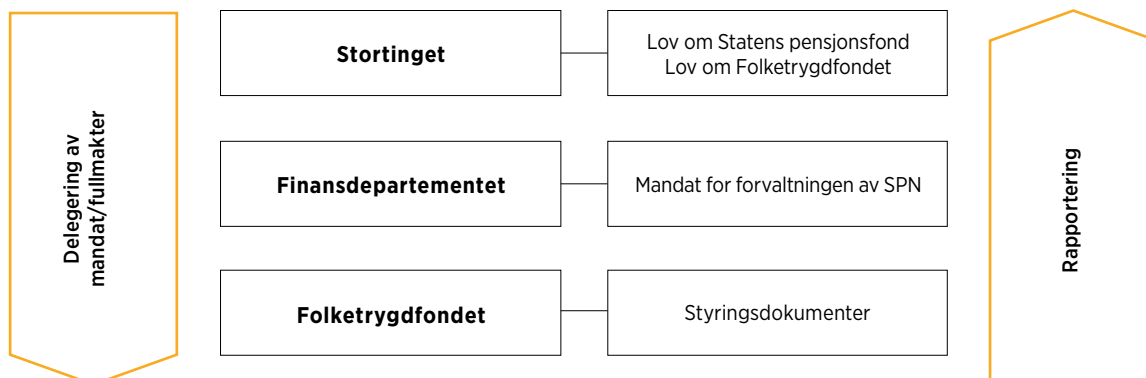 Delegering av
mandat/fullmakter
Stortinget
Lov om Statens pensjonsfond
Lov om Folketrygdfondet
Finansdepartementet
Mandat for forvaltningen av SPN
Folketrygdfondet
Styringsdokumenter
Rapportering